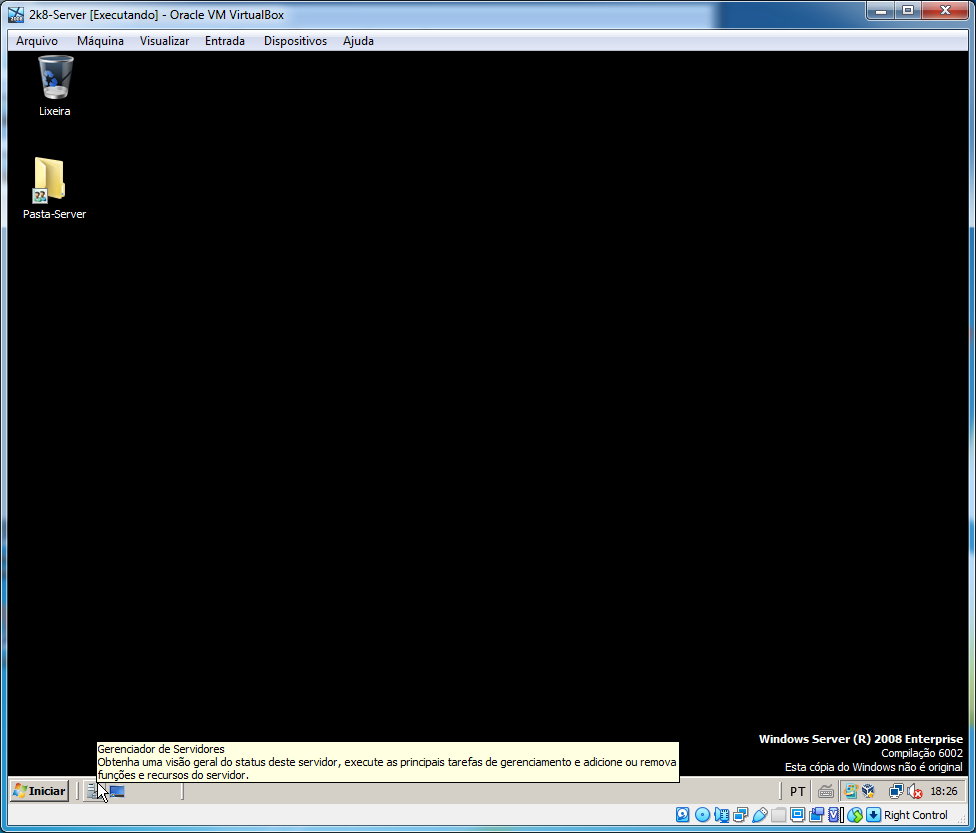 2k8-Server [Executando] - Oracle VM VirtualBox
Arquivo Máquina Visualizar Entrada Dispositivos Ajuda
Lixeira
Pasta-Server
Windows Server (R) 2008 Enterprise
Compilação 6002
Esta cópia do Windows não é original
Gerenciador de Servidores
Obtenha uma visão geral do status deste servidor, execute as principais tarefas de gerenciamento e adicione ou remova
funções e recursos do servidor.
Iniciar PT 18:26
Right Control